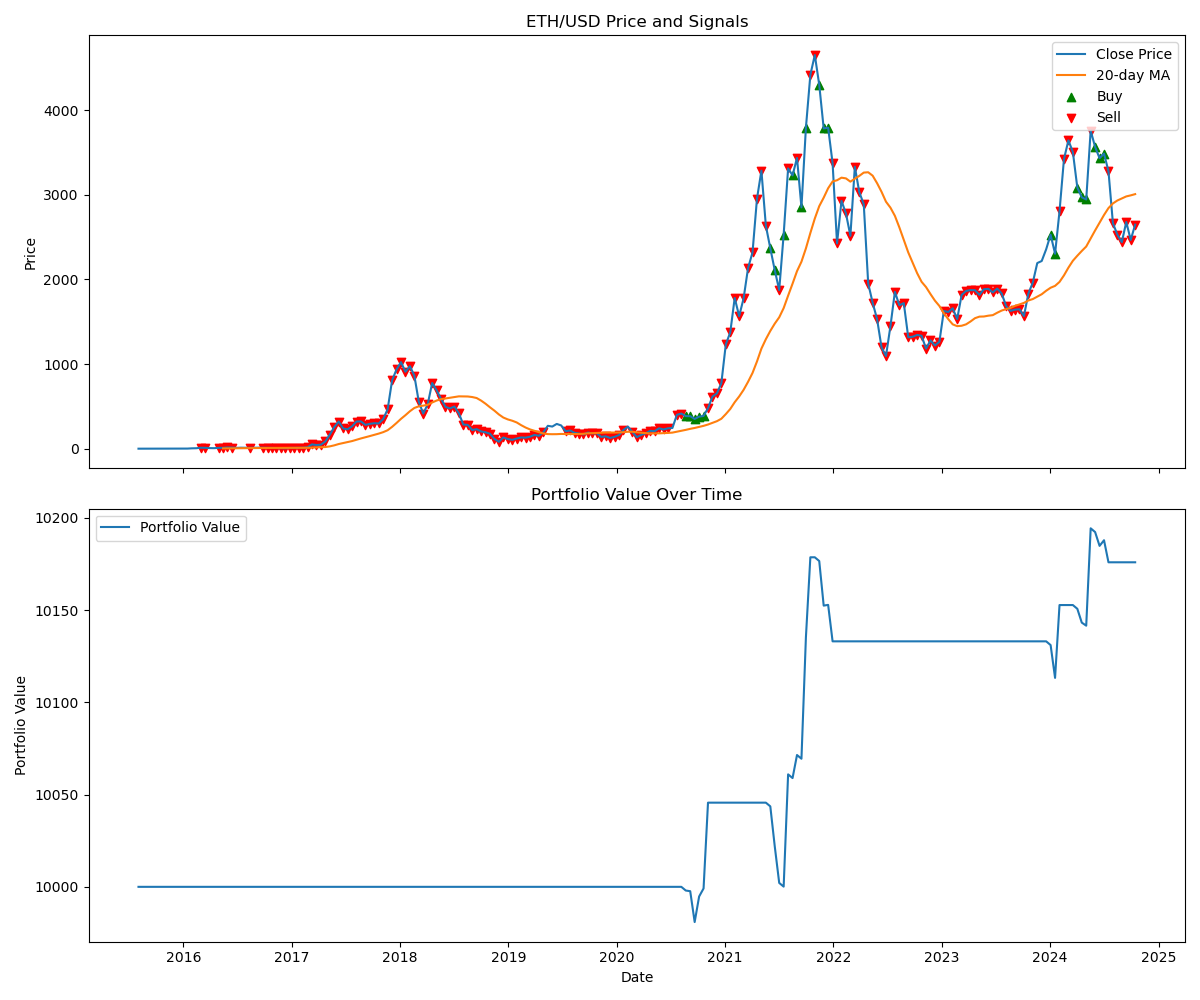 ETH/USD Price and Signals
Price
4000
3000
2000
1000
0
Close Price
20-day MA
Buy
Sell
Portfolio Value Over Time
Portfolio Value
10200
10150
10100
10050
10000
Portfolio Value
2016
2017
2018
2019
2020
2021
2022
2023
2024
2025
Date